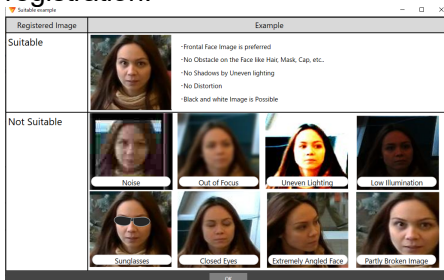 registration.
Suitable example
Registered Image
Example
Suitable
-Frontal Face Image is preferred
-No Obstacle on the Face like Hair, Mask, Cap, etc..
-No Shadows by Uneven lighting
-No Distortion
-Black and white Image is Possible
Not Suitable
Noise
Out of Focus
Uneven Lighting
Low Illumination
Sunglasses
Closed Eyes
Extremely Angled Face
Partly Broken Image
OK